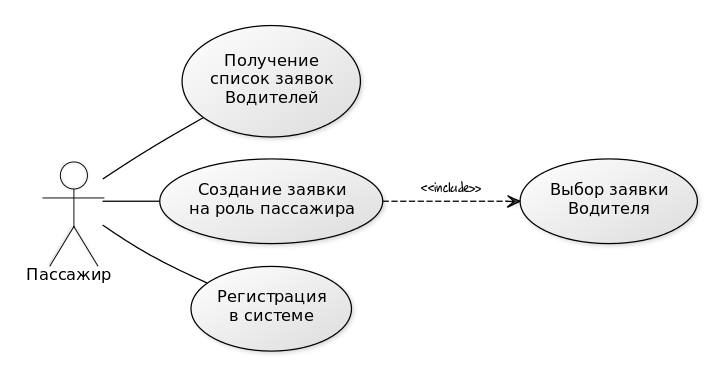 Получение
список заявок
Водителей
Создание заявки
на роль пассажира
<<include>>
Выбор заявки
Водителя
Пассажир
Регистрация
в системе